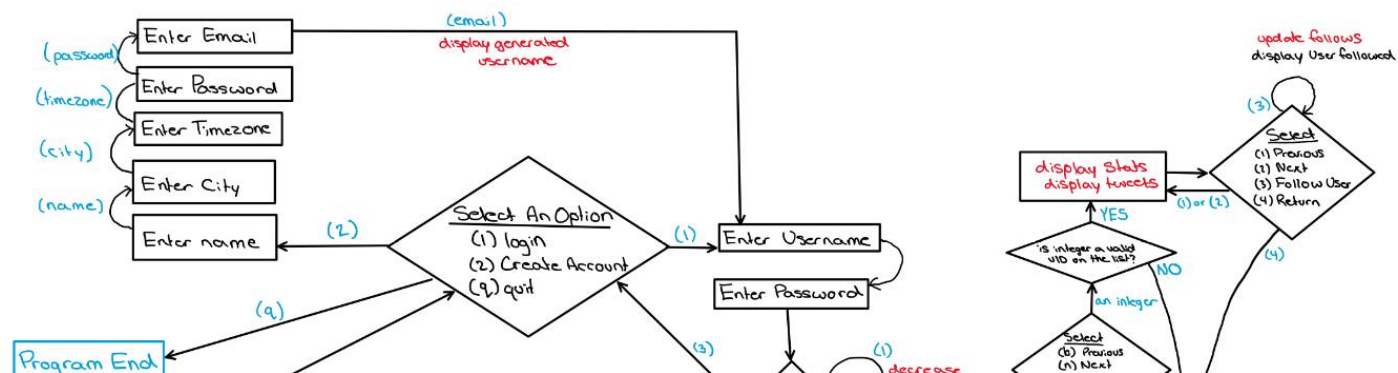 Enter Email
(password)
Enter Password
(timezone)
Enter Timezone
(city)
Enter City
(name)
Enter name
(email)
display generated
username
(2)
Select An Option
(1) login
(2) Create Account
(q) quit
(1)
Enter Username
Enter Password
(q)
Program End
(3)
(1)
decrease
update follows
display User followed
(3)
Select
(1) Previous
(1) Next
(3) Follow User
(4) Return
display Stats
display tweets
(1) or (2)
(4)
YES
is integer a valid
UID on the list?
NO
an integer
Select
(b) Previous
(n) Next